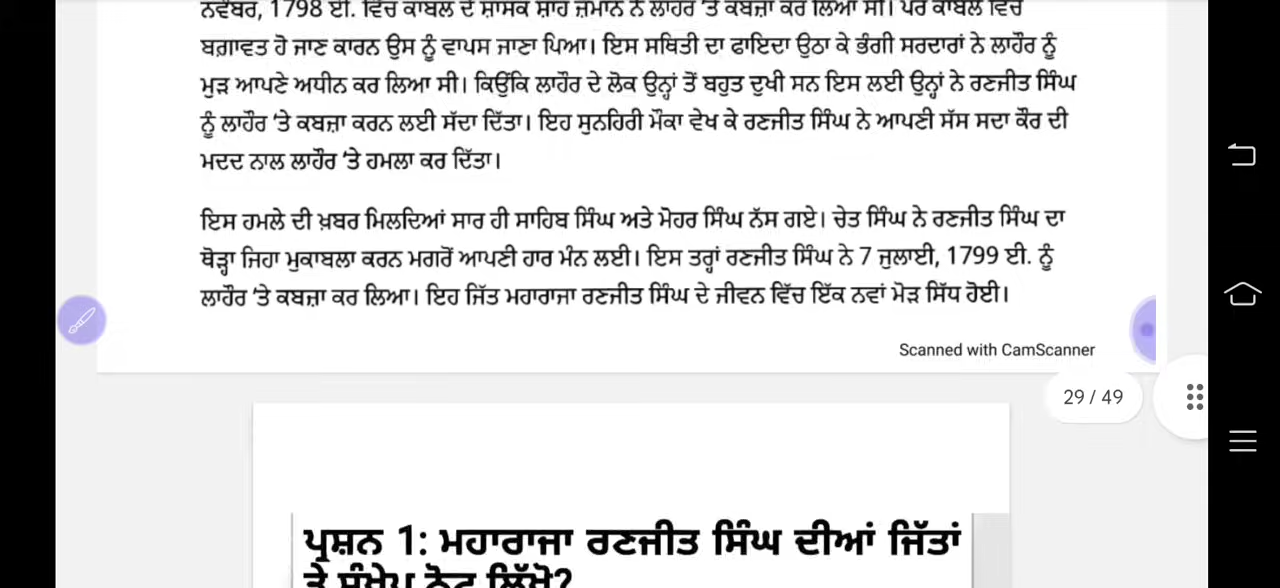 ਨਵੰਬਰ, 1798 ਈ. ਵਿੱਚ ਕਾਬਲ ਦੇ ਸ਼ਾਸਕ ਸ਼ਾਹ ਜ਼ਮਾਨ ਨੇ ਲਾਹੌਰ 'ਤੇ ਕਬਜ਼ਾ ਕਰ ਲਿਆ ਸੀ। ਪਰ ਕਾਬਲ ਵਿੱਚ
ਬਗ਼ਾਵਤ ਹੋ ਜਾਣ ਕਾਰਨ ਉਸ ਨੂੰ ਵਾਪਸ ਜਾਣਾ ਪਿਆ। ਇਸ ਸਥਿਤੀ ਦਾ ਫਾਇਦਾ ਉਠਾ ਕੇ ਭੰਗੀ ਸਰਦਾਰਾਂ ਨੇ ਲਾਹੌਰ ਨੂੰ
ਮੁੜ ਆਪਣੇ ਅਧੀਨ ਕਰ ਲਿਆ ਸੀ। ਕਿਉਂਕਿ ਲਾਹੌਰ ਦੇ ਲੋਕ ਉਨ੍ਹਾਂ ਤੋਂ ਬਹੁਤ ਦੁਖੀ ਸਨ ਇਸ ਲਈ ਉਨ੍ਹਾਂ ਨੇ ਰਣਜੀਤ ਸਿੰਘ
ਨੂੰ ਲਾਹੌਰ 'ਤੇ ਕਬਜ਼ਾ ਕਰਨ ਲਈ ਸੱਦਾ ਦਿੱਤਾ। ਇਹ ਸੁਨਹਿਰੀ ਮੌਕਾ ਵੇਖ ਕੇ ਰਣਜੀਤ ਸਿੰਘ ਨੇ ਆਪਣੀ ਸੱਸ ਸਦਾ ਕੌਰ ਦੀ
ਮਦਦ ਨਾਲ ਲਾਹੌਰ 'ਤੇ ਹਮਲਾ ਕਰ ਦਿੱਤਾ।
ਇਸ ਹਮਲੇ ਦੀ ਖ਼ਬਰ ਮਿਲਦਿਆਂ ਸਾਰ ਹੀ ਸਾਹਿਬ ਸਿੰਘ ਅਤੇ ਮੋਹਰ ਸਿੰਘ ਨੱਸ ਗਏ। ਚੇਤ ਸਿੰਘ ਨੇ ਰਣਜੀਤ ਸਿੰਘ ਦਾ
ਥੋੜ੍ਹਾ ਜਿਹਾ ਮੁਕਾਬਲਾ ਕਰਨ ਮਗਰੋਂ ਆਪਣੀ ਹਾਰ ਮੰਨ ਲਈ। ਇਸ ਤਰ੍ਹਾਂ ਰਣਜੀਤ ਸਿੰਘ ਨੇ 7 ਜੁਲਾਈ, 1799 ਈ. ਨੂੰ
ਲਾਹੌਰ 'ਤੇ ਕਬਜ਼ਾ ਕਰ ਲਿਆ। ਇਹ ਜਿੱਤ ਮਹਾਰਾਜਾ ਰਣਜੀਤ ਸਿੰਘ ਦੇ ਜੀਵਨ ਵਿੱਚ ਇੱਕ ਨਵਾਂ ਮੋੜ ਸਿੱਧ ਹੋਈ।
Scanned with CamScanner
29 / 49
ਪ੍ਰਸ਼ਨ 1: ਮਹਾਰਾਜਾ ਰਣਜੀਤ ਸਿੰਘ ਦੀਆਂ ਜਿੱਤਾਂ
ਤੇ ਸੰਖੇਪ ਨੋਟ ਲਿੱਖੋ?